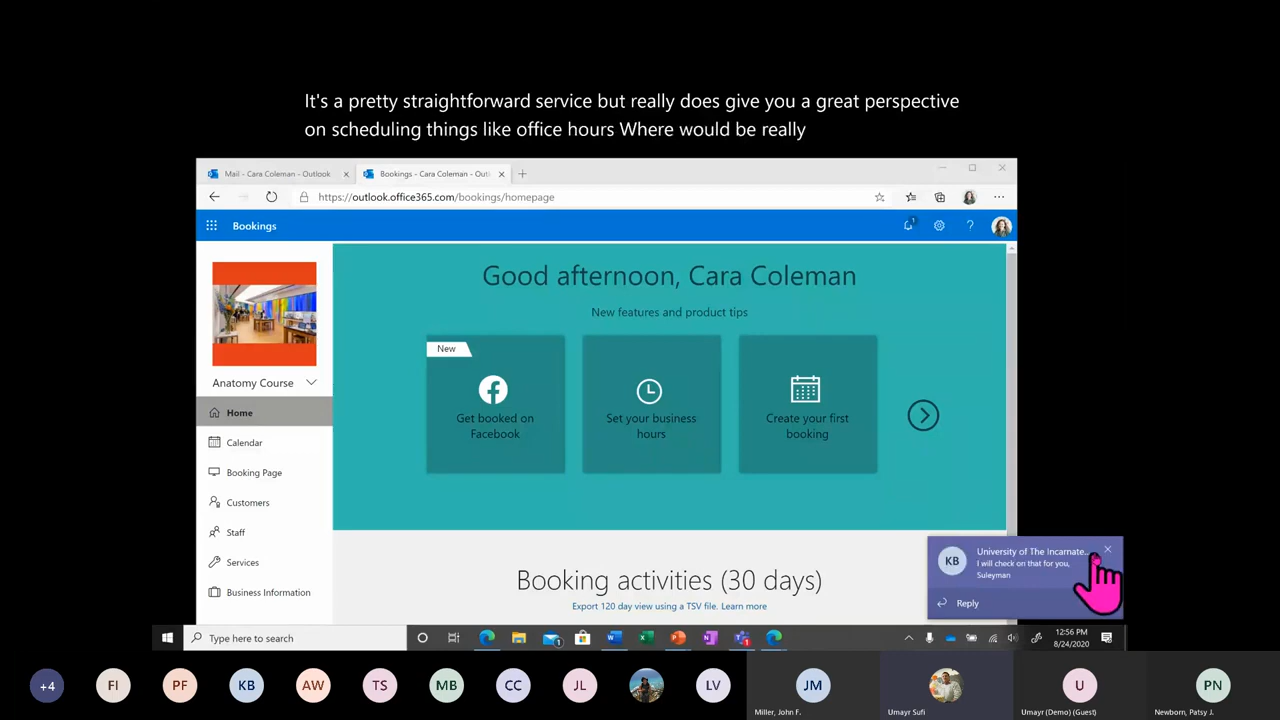 It's a pretty straightforward service but really does give you a great perspective
on scheduling things like office hours Where would be really
Mail - Cara Coleman - Outlook
Bookings - Cara Coleman - Outl
https://outlook.office365.com/bookings/homepage
Bookings
1
?
Good afternoon, Cara Coleman
New features and product tips
Anatomy Course
Home
Calendar
Booking Page
Customers
Staff
Services
Business Information
New
Get booked on
Facebook
Set your business
hours
Create your first
booking
Booking activities (30 days)
Export 120 day view using a TSV file. Learn more
KB
University of The Incarnate...
I will check on that for you,
Suleyman
Reply
Type here to search
12:56 PM
8/24/2020
+4
FI
PF
KB
AW
TS
MB
CC
JL
LV
JM
U
PN
Miller, John F.
Umayr Sufi
Umayr (Demo) (Guest)
Newborn, Patsy J.